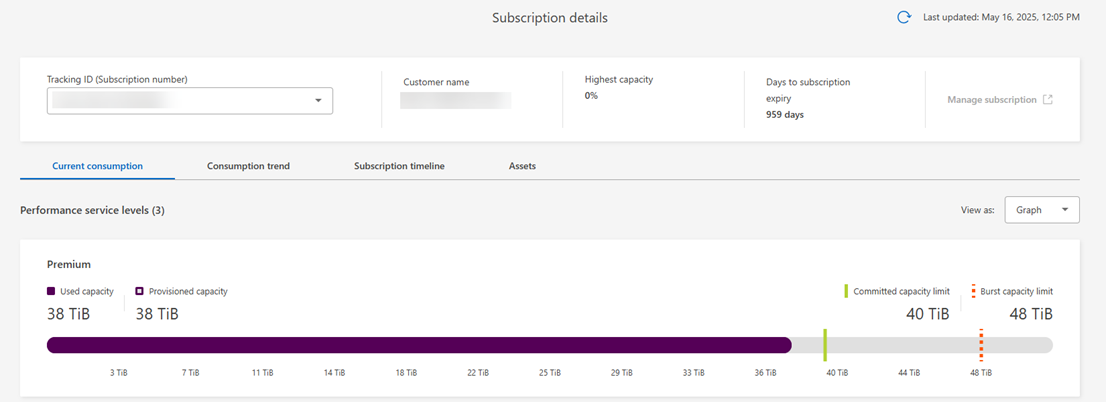 Subscription details
Last updated: May 16, 2025, 12:05 PM
Tracking ID (Subscription number)
Customer name
Highest capacity
0%
Days to subscription
expiry
959 days
Manage subscription
Current consumption
Consumption trend
Subscription timeline
Assets
Performance service levels (3)
View as:
Graph
Premium
Used capacity
38 TiB
Provisioned capacity
38 TiB
Committed capacity limit
40 TiB
Burst capacity limit
48 TiB
3 TiB
7 TiB
11 TiB
14 TiB
18 TiB
22 TiB
25 TiB
29 TiB
33 TiB
36 TiB
40 TiB
44 TiB
48 TiB